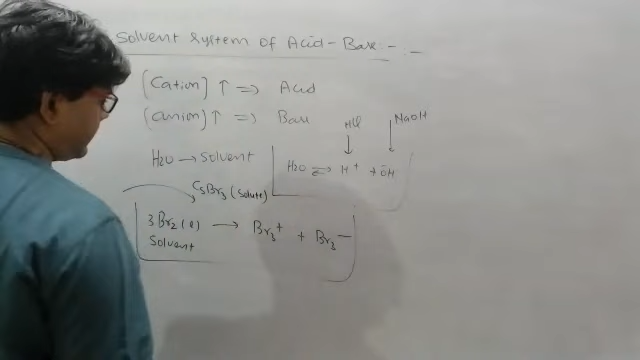 Solvent system of Acid-Base:-
[Cation] ↑ => Acid
[Anion] ↑ => Base
HCl NaOH
H2O → Solvent
H2O ⇌ H+ + OH-
CsBr3 (Solute)
3Br2(l) → Br3+ + Br3-
Solvent